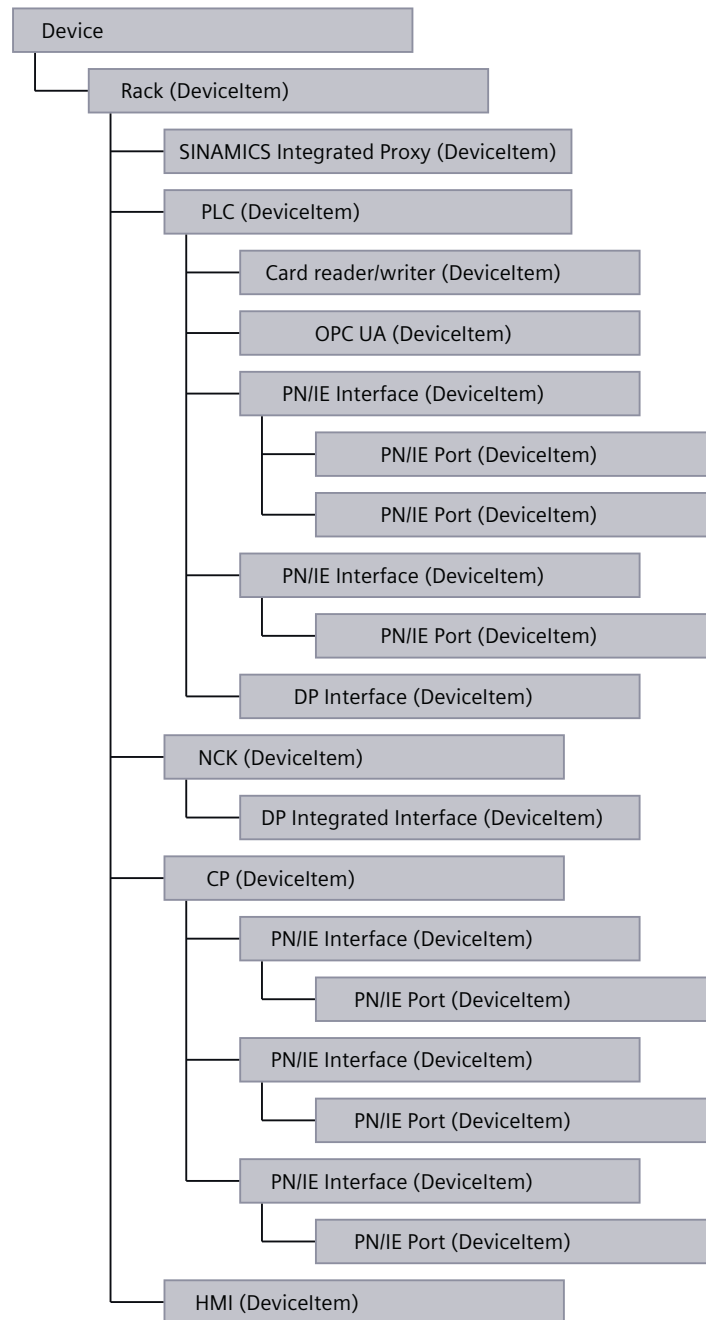 Device
Rack (DeviceItem)
SINAMICS Integrated Proxy (DeviceItem)
PLC (DeviceItem)
Card reader/writer (DeviceItem)
OPC UA (DeviceItem)
PN/IE Interface (DeviceItem)
PN/IE Port (DeviceItem)
PN/IE Port (DeviceItem)
PN/IE Interface (DeviceItem)
PN/IE Port (DeviceItem)
DP Interface (DeviceItem)
NCK (DeviceItem)
DP Integrated Interface (DeviceItem)
CP (DeviceItem)
PN/IE Interface (DeviceItem)
PN/IE Port (DeviceItem)
PN/IE Interface (DeviceItem)
PN/IE Port (DeviceItem)
PN/IE Interface (DeviceItem)
PN/IE Port (DeviceItem)
HMI (DeviceItem)